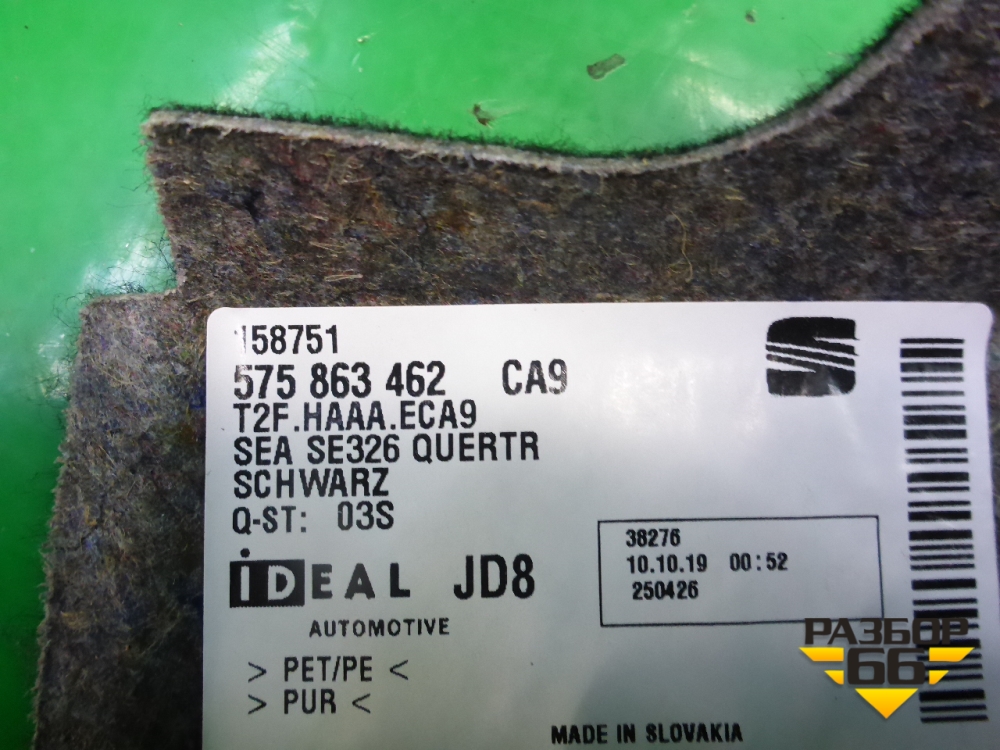 158751
575 863 462 CA9
T2F.HAAA.ECA9
SEA SE326 QUERTR
SCHWARZ
Q-ST: 03S
iDEAL JD8
AUTOMOTIVE
38276
10.10.19 00:52
250426
> PET/PE <
> PUR <
MADE IN SLOVAKIA
РАЗБОР
66